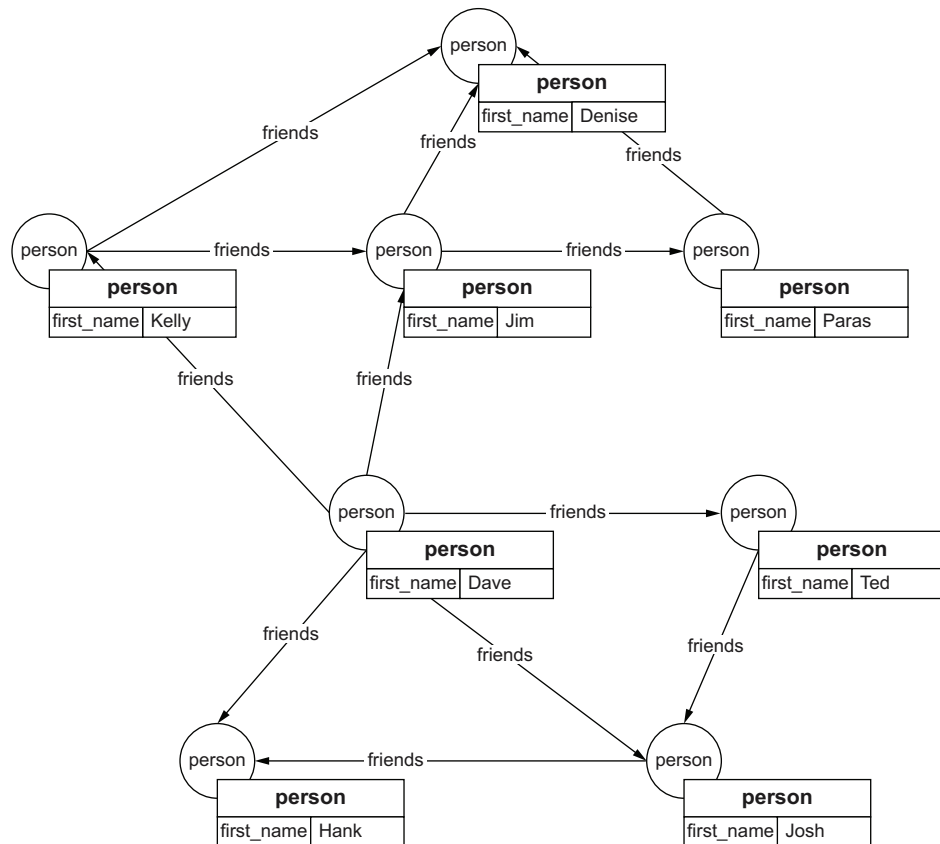 person
person
first_name Denise
friends
friends
friends
person
friends
person
friends
person
person
first_name Kelly
person
first_name Jim
person
first_name Paras
friends
friends
person
friends
person
person
first_name Dave
person
first_name Ted
friends
friends
friends
person
friends
person
person
first_name Hank
person
first_name Josh